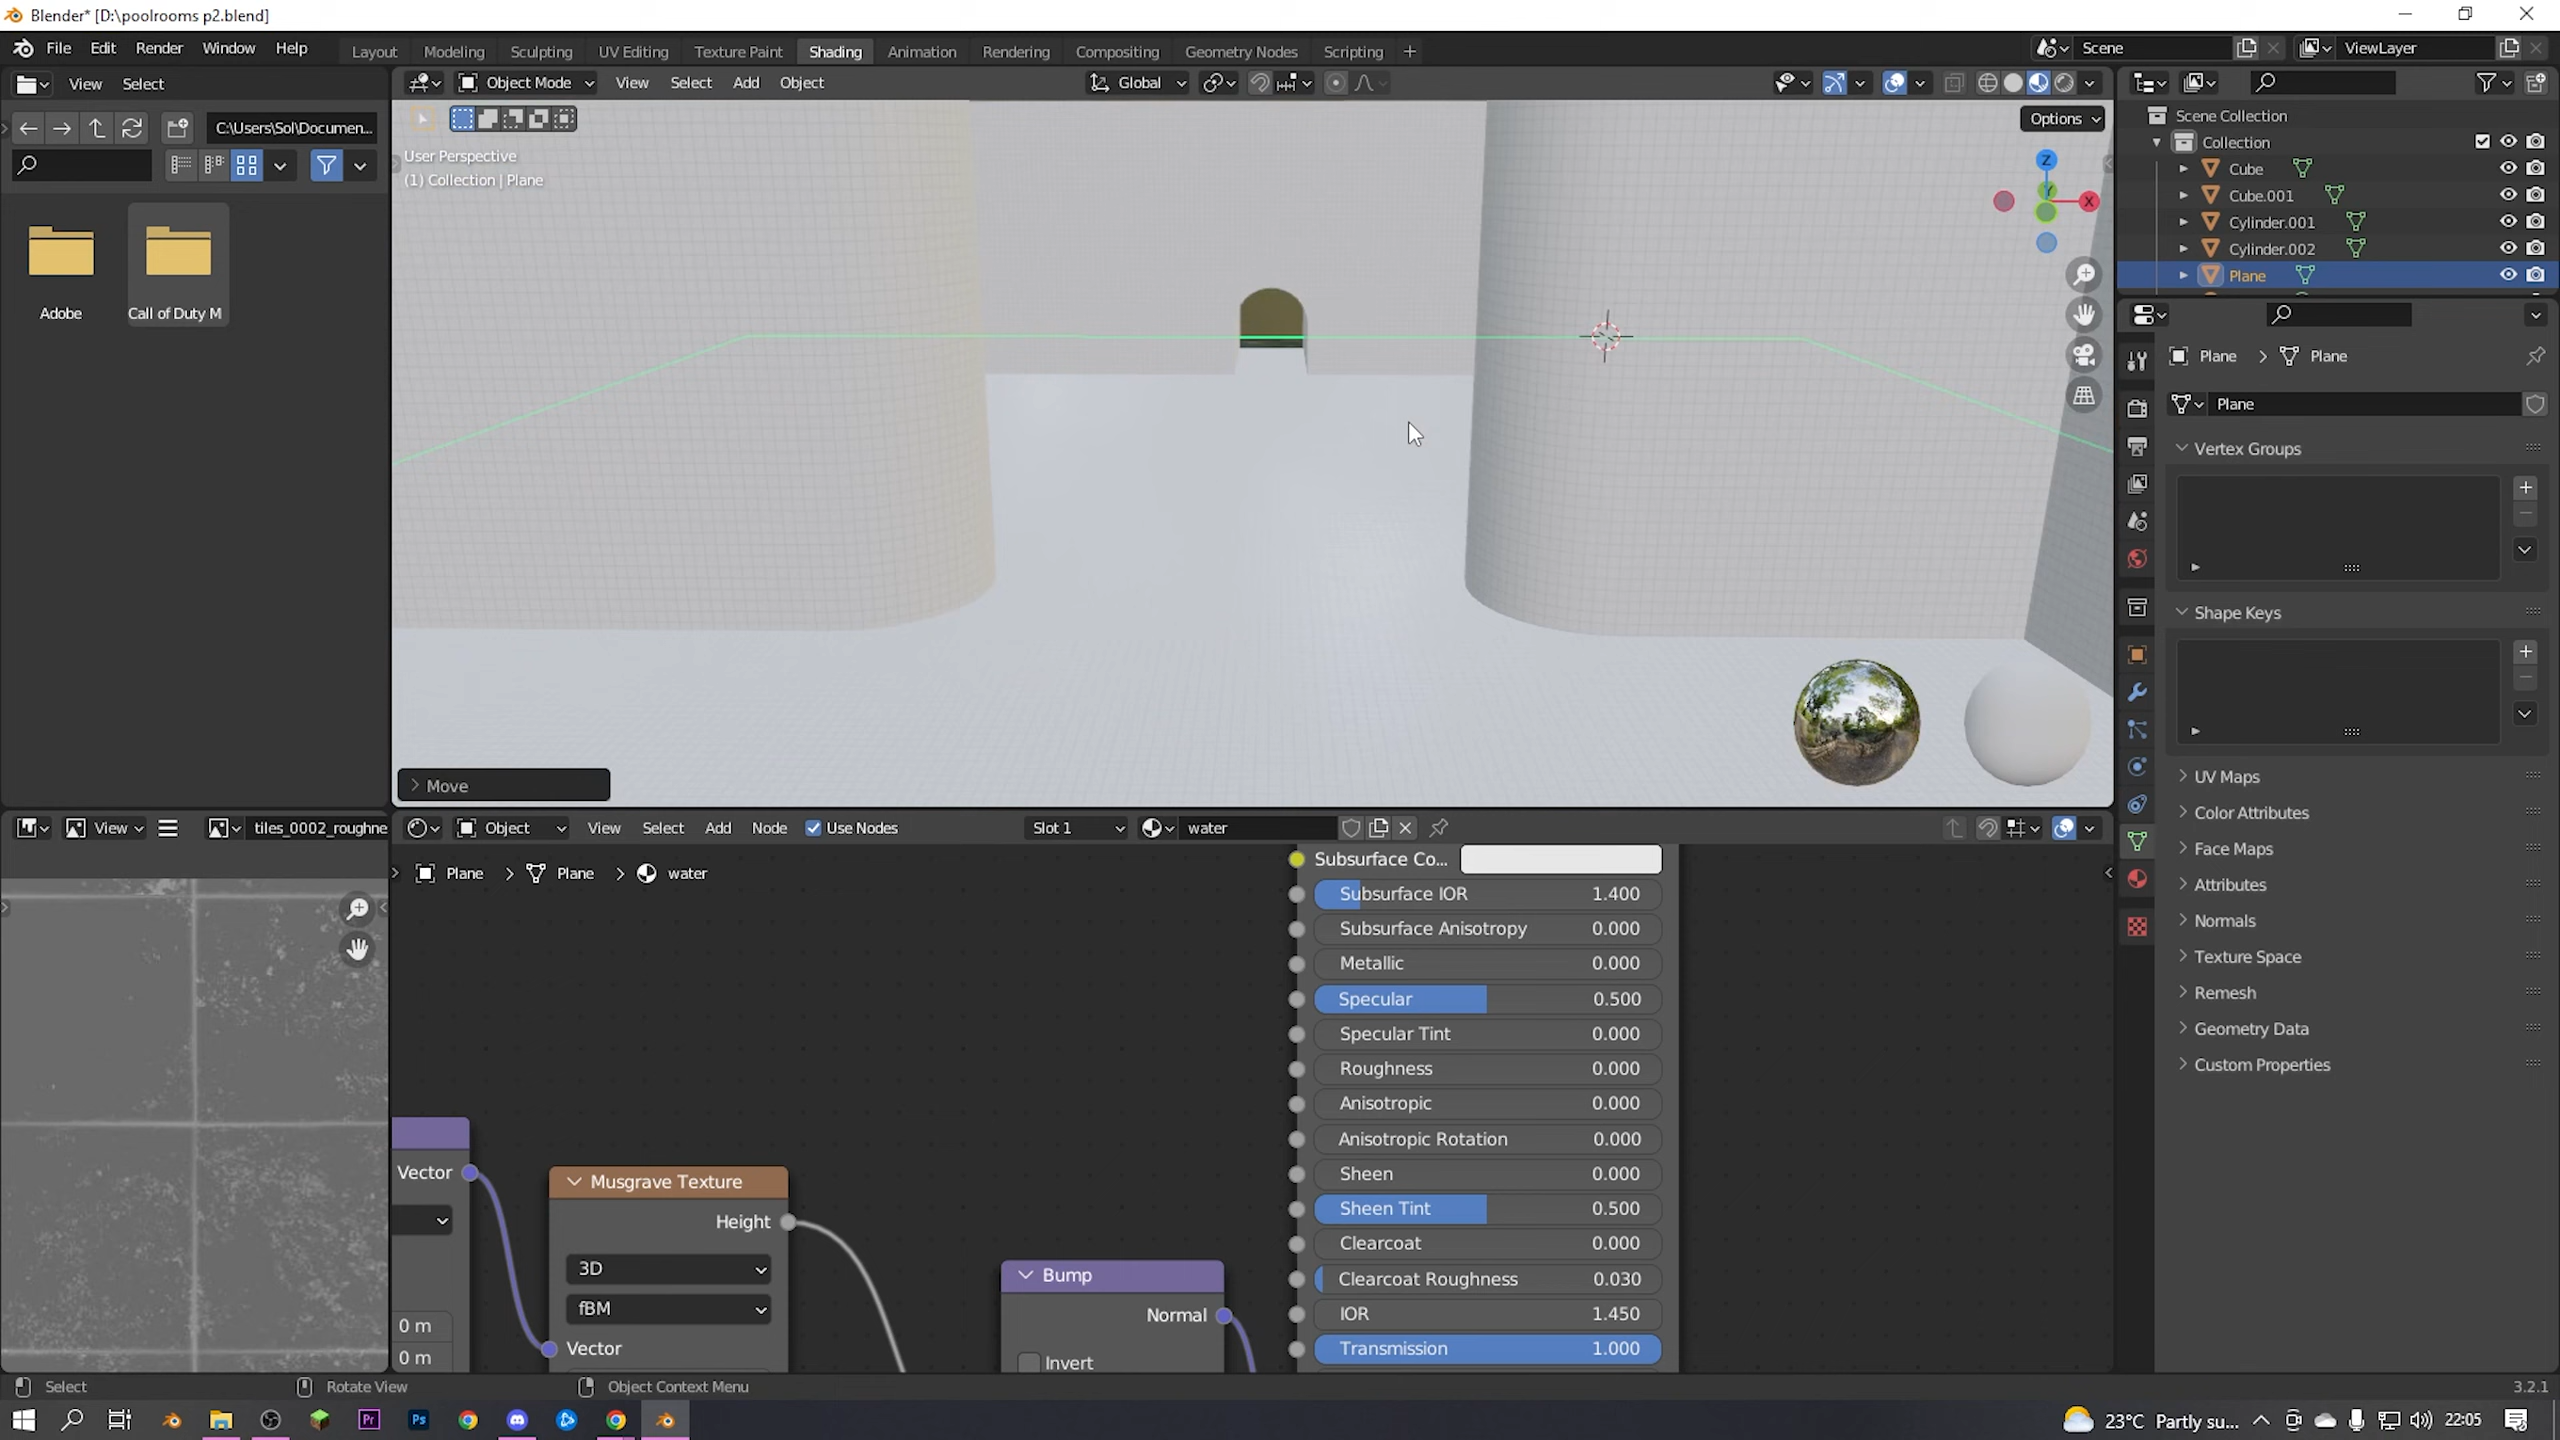 Blender* [D:\poolrooms p2.blend]
File Edit Render Window Help
Layout Modeling Sculpting UV Editing Texture Paint Shading Animation Rendering Compositing Geometry Nodes Scripting +
Scene
ViewLayer
View Select
Object Mode View Select Add Object
Global
C:\Users\Sol\Documen...
Options
User Perspective
(1) Collection | Plane
Adobe
Call of Duty M
Z
Y
X
Scene Collection
Collection
Cube
Cube.001
Cylinder.001
Cylinder.002
Plane
Plane > Plane
Plane
Vertex Groups
Shape Keys
UV Maps
Color Attributes
Face Maps
Attributes
Normals
Texture Space
Remesh
Geometry Data
Custom Properties
Move
View
tiles_0002_roughne
Object View Select Add Node Use Nodes
Slot 1
water
Plane > Plane > water
Subsurface Co...
Subsurface IOR 1.400
Subsurface Anisotropy 0.000
Metallic 0.000
Specular 0.500
Specular Tint 0.000
Roughness 0.000
Anisotropic 0.000
Anisotropic Rotation 0.000
Sheen 0.000
Sheen Tint 0.500
Clearcoat 0.000
Clearcoat Roughness 0.030
IOR 1.450
Transmission 1.000
Vector
0 m
0 m
Musgrave Texture
Height
3D
fBM
Vector
Bump
Normal
Invert
Select
Rotate View
Object Context Menu
3.2.1
Pr
Ps
23°C Partly su...
22:05